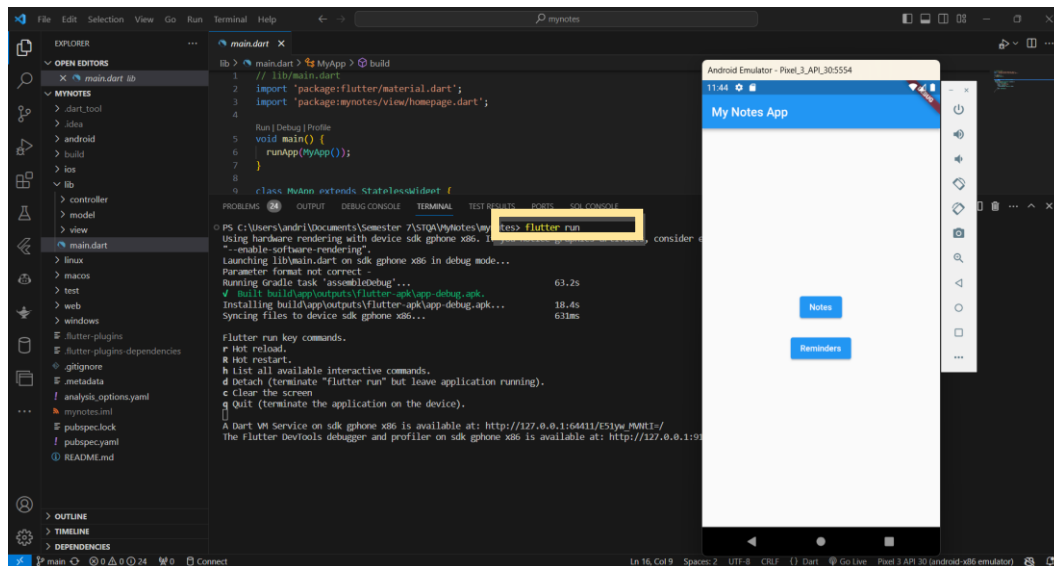 File Edit Selection View Go Run Terminal Help
mynotes
EXPLORER
OPEN EDITORS
main.dart lib
MYNOTES
.dart_tool
.idea
android
build
ios
lib
controller
model
view
main.dart
linux
macos
test
web
windows
.flutter-plugins
.flutter-plugins-dependencies
.gitignore
.metadata
analysis_options.yaml
mynotes.iml
pubspec.lock
pubspec.yaml
README.md
OUTLINE
TIMELINE
DEPENDENCIES
main.dart
lib > main.dart > MyApp > build
1 // lib/main.dart
2 import 'package:flutter/material.dart';
3 import 'package:mynotes/view/homepage.dart';
4
Run | Debug | Profile
5 void main() {
6 runApp(MyApp());
7 }
8
9 class MyApp extends StatelessWidget {
PROBLEMS 24 OUTPUT DEBUG CONSOLE TERMINAL TEST RESULTS PORTS SQL CONSOLE
PS C:\Users\andri\Documents\Semester 7\STQA\MyNotes\my tes> flutter run
Using hardware rendering with device sdk gphone x86. If , consider
"--enable-software-rendering".
Launching lib\main.dart on sdk gphone x86 in debug mode...
Parameter format not correct -
Running Gradle task 'assembleDebug'... 63.2s
√ Built build\app\outputs\flutter-apk\app-debug.apk.
Installing build\app\outputs\flutter-apk\app-debug.apk... 18.4s
Syncing files to device sdk gphone x86... 631ms
Flutter run key commands.
r Hot reload.
R Hot restart.
h List all available interactive commands.
d Detach (terminate "flutter run" but leave application running).
c Clear the screen
q Quit (terminate the application on the device).
A Dart VM Service on sdk gphone x86 is available at: http://127.0.0.1:64411/E51yw_MVNtI=/
The Flutter DevTools debugger and profiler on sdk gphone x86 is available at: http://127.0.0.1:91
Android Emulator - Pixel_3_API_30:5554
11:44
My Notes App
Notes
Reminders
main 0 0 24 0 Connect
Ln 16, Col 9 Spaces: 2 UTF-8 CRLF {} Dart Go Live Pixel 3 API 30 (android-x86 emulator)